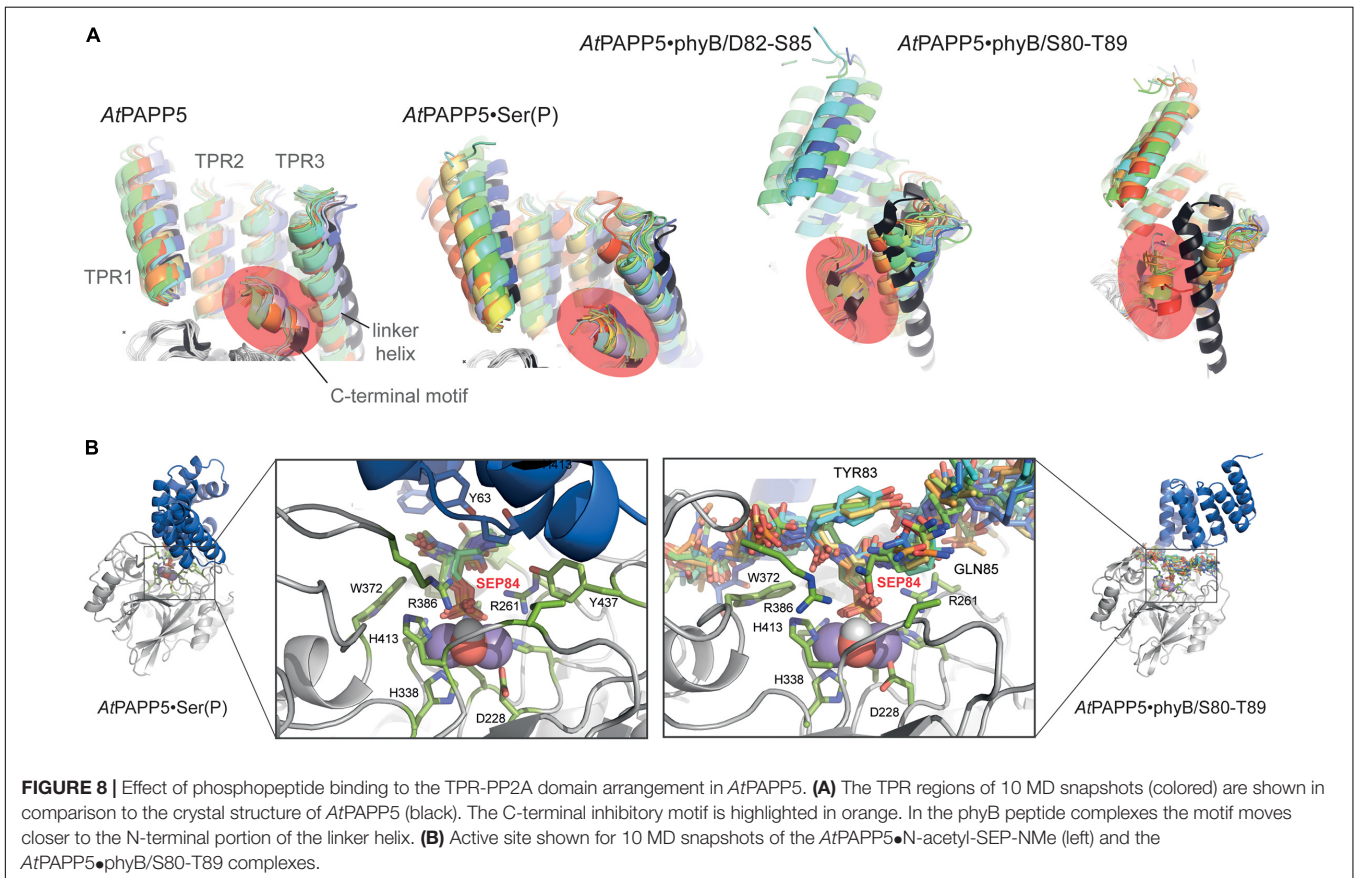 A
AtPAPP5•phyB/D82-S85
AtPAPP5•phyB/S80-T89
AtPAPP5
AtPAPP5•Ser(P)
TPR2
TPR3
TPR1
linker
helix
C-terminal motif
B
H413
Y63
W372
SEP84
R386
R261
Y437
H413
H338
D228
AtPAPP5•Ser(P)
TYR83
W372
SEP84
GLN85
R386
R261
H413
H338
D228
AtPAPP5•phyB/S80-T89
FIGURE 8 | Effect of phosphopeptide binding to the TPR-PP2A domain arrangement in AtPAPP5. (A) The TPR regions of 10 MD snapshots (colored) are shown in
comparison to the crystal structure of AtPAPP5 (black). The C-terminal inhibitory motif is highlighted in orange. In the phyB peptide complexes the motif moves
closer to the N-terminal portion of the linker helix. (B) Active site shown for 10 MD snapshots of the AtPAPP5●N-acetyl-SEP-NMe (left) and the
AtPAPP5●phyB/S80-T89 complexes.